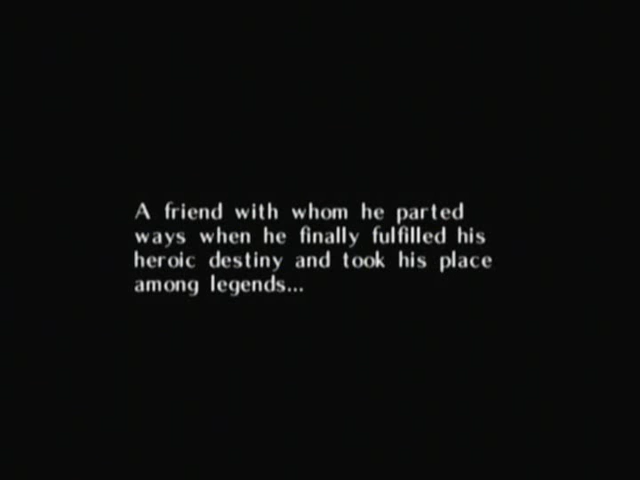 A friend with whom he parted
ways when he finally fulfilled his
heroic destiny and took his place
among legends...